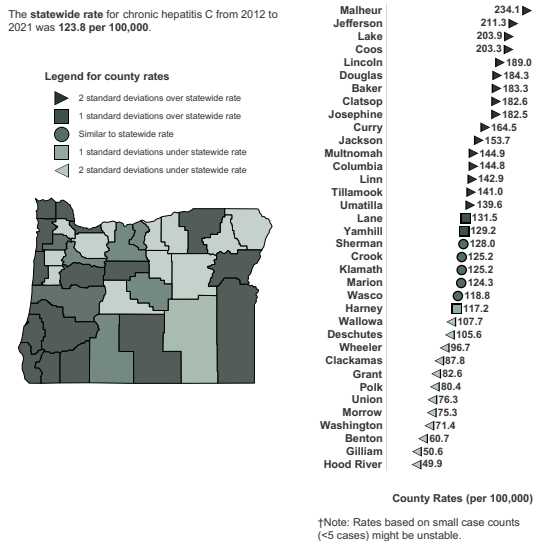 The statewide rate for chronic hepatitis C from 2012 to
2021 was 123.8 per 100,000.
Legend for county rates
2 standard deviations over statewide rate
1 standard deviations over statewide rate
Similar to statewide rate
1 standard deviations under statewide rate
2 standard deviations under statewide rate
Malheur 234.1
Jefferson 211.3
Lake 203.9
Coos 203.3
Lincoln 189.0
Douglas 184.3
Baker 183.3
Clatsop 182.6
Josephine 182.5
Curry 164.5
Jackson 153.7
Multnomah 144.9
Columbia 144.8
Linn 142.9
Tillamook 141.0
Umatilla 139.6
Lane 131.5
Yamhill 129.2
Sherman 128.0
Crook 125.2
Klamath 125.2
Marion 124.3
Wasco 118.8
Harney 117.2
Wallowa 107.7
Deschutes 105.6
Wheeler 96.7
Clackamas 87.8
Grant 82.6
Polk 80.4
Union 76.3
Morrow 75.3
Washington 71.4
Benton 60.7
Gilliam 50.6
Hood River 49.9
County Rates (per 100,000)
†Note: Rates based on small case counts
(<5 cases) might be unstable.